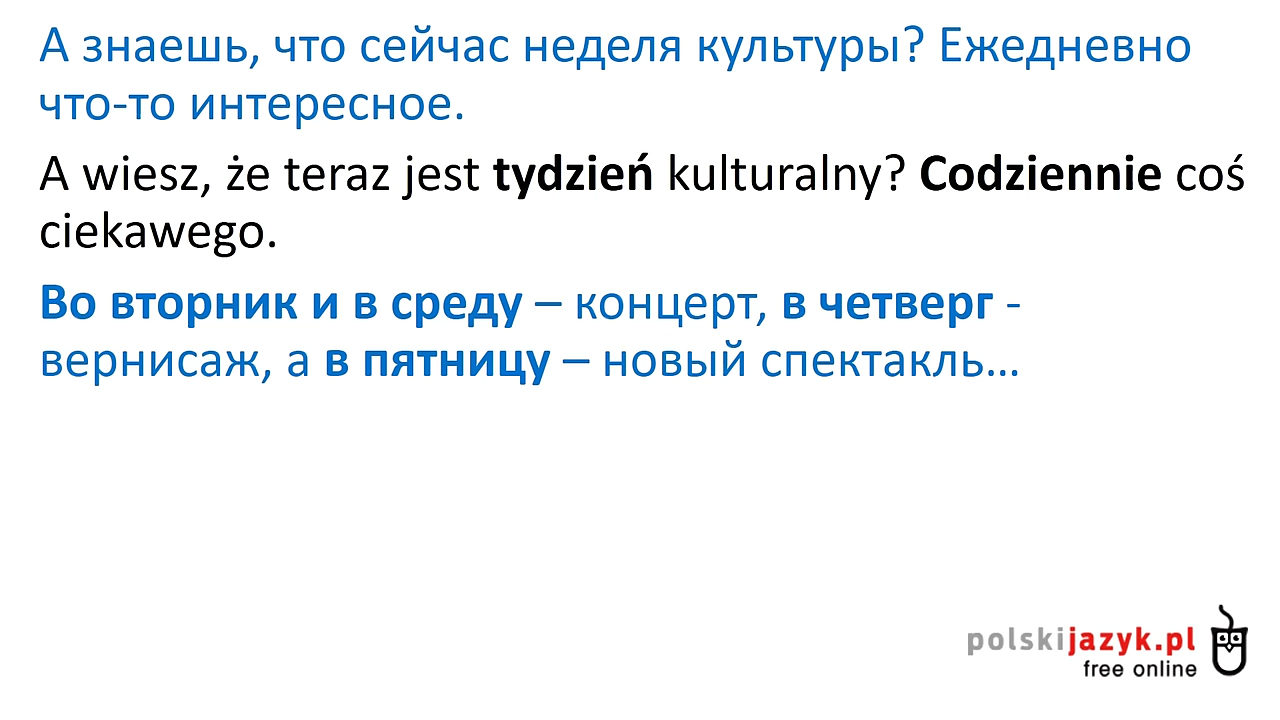 А знаешь, что сейчас неделя культуры? Ежедневно
что-то интересное.
A wiesz, że teraz jest tydzień kulturalny? Codziennie coś
ciekawego.
Во вторник и в среду – концерт, в четверг -
вернисаж, а в пятницу – новый спектакль…
polskijazyk.pl
free online